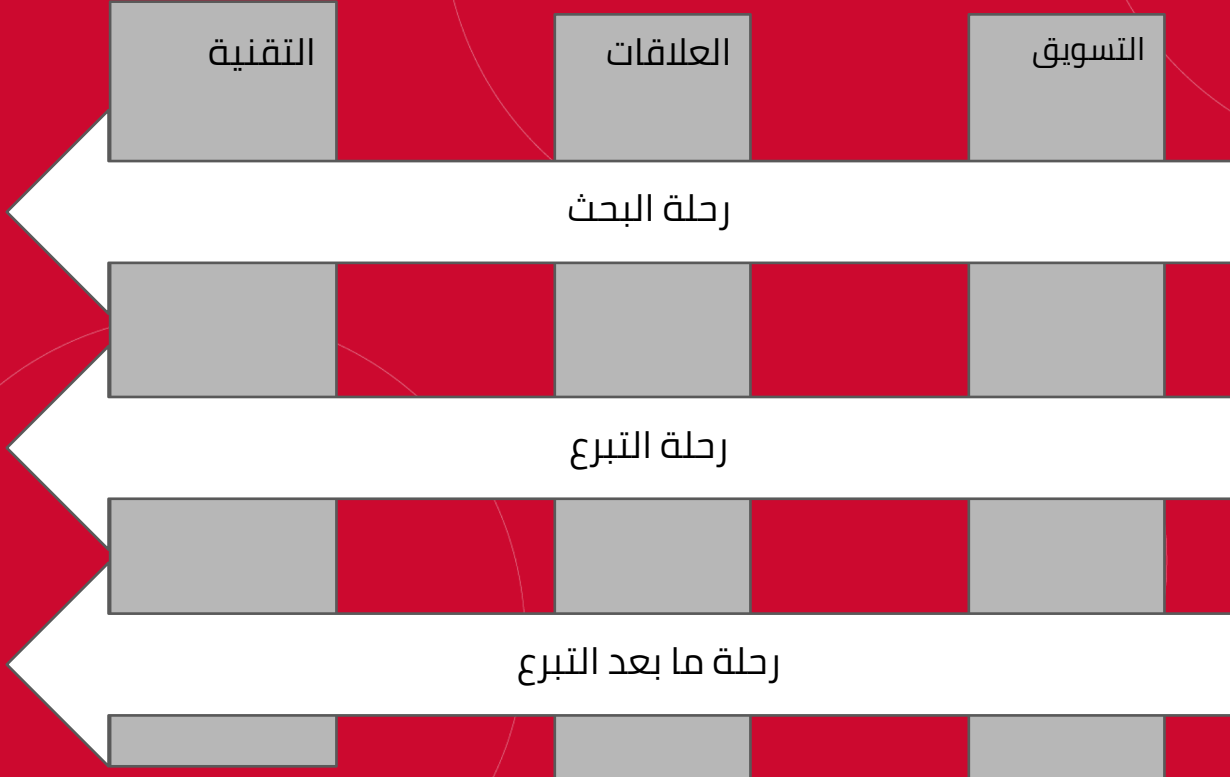 التسويق
العلاقات
التقنية
رحلة البحث
رحلة التبرع
رحلة ما بعد التبرع